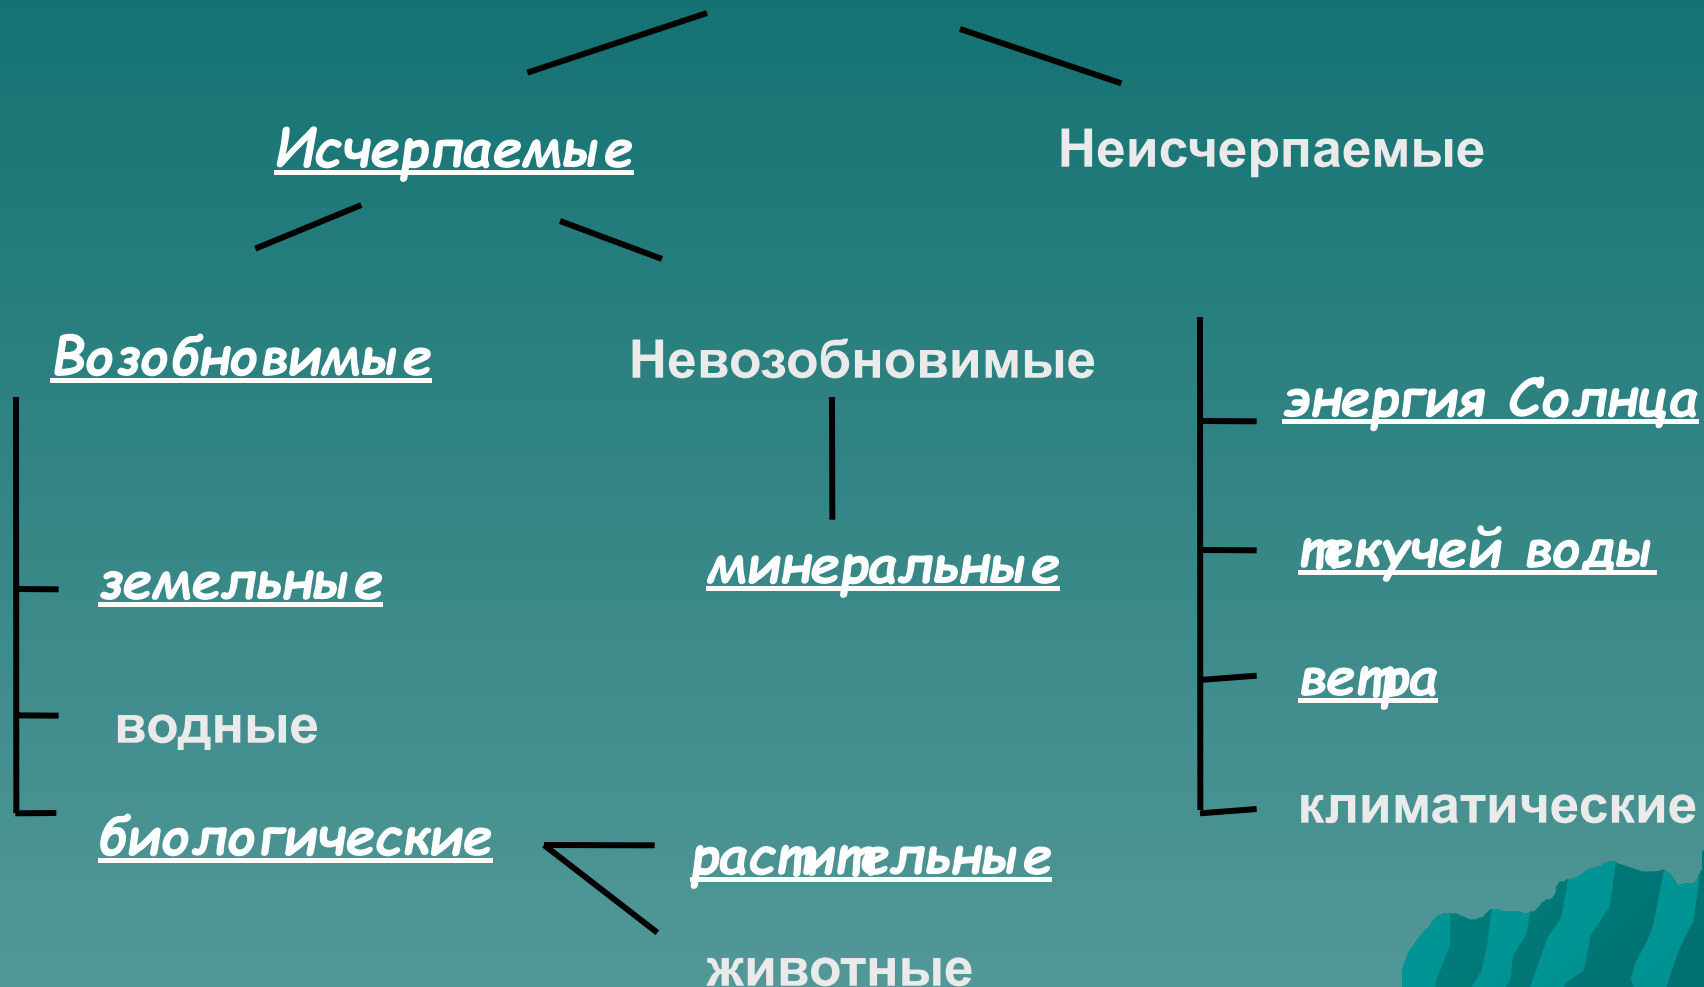 Исчерпаемые
Неисчерпаемые
Возобновимые
Невозобновимые
энергия Солнца
текучей воды
земельные
минеральные
ветра
водные
климатические
биологические
растительные
животные